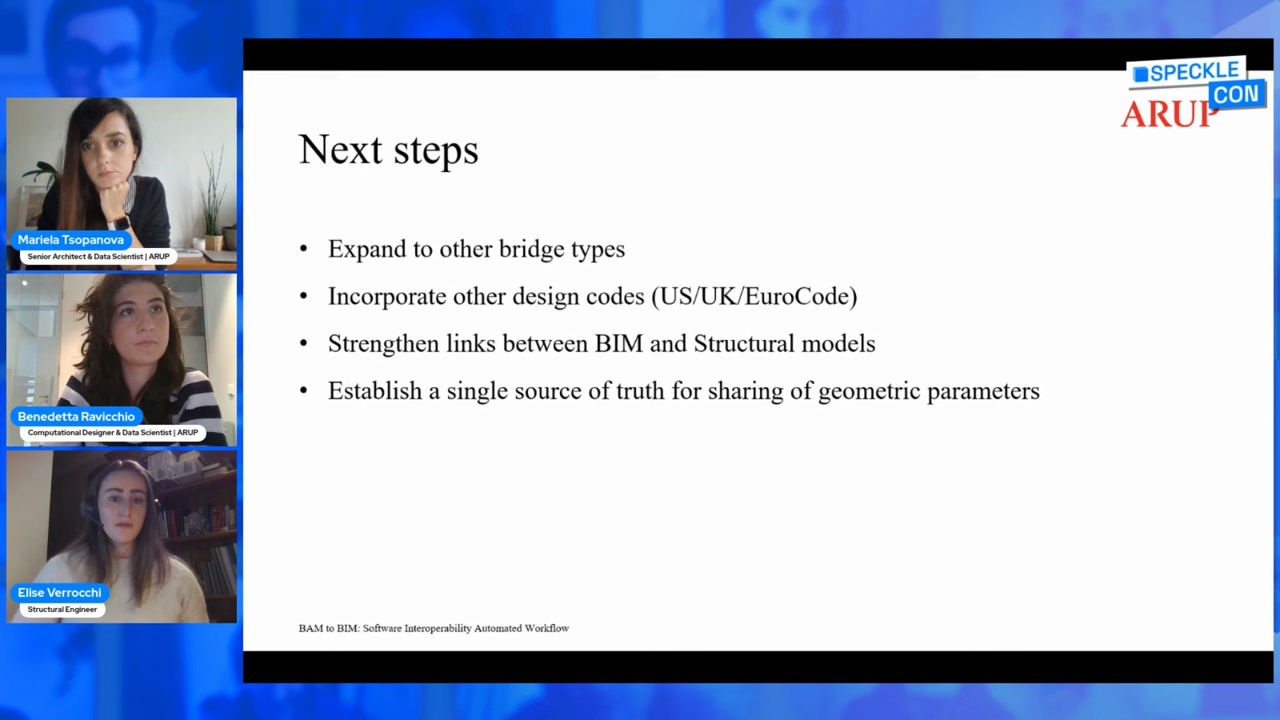 SPECKLE
CON
ARUP
Next steps
• Expand to other bridge types
• Incorporate other design codes (US/UK/EuroCode)
• Strengthen links between BIM and Structural models
• Establish a single source of truth for sharing of geometric parameters
BAM to BIM: Software Interoperability Automated Workflow
Mariela Tsopanova
Senior Architect & Data Scientist | ARUP
Benedetta Ravicchio
Computational Designer & Data Scientist | ARUP
Elise Verrocchi
Structural Engineer